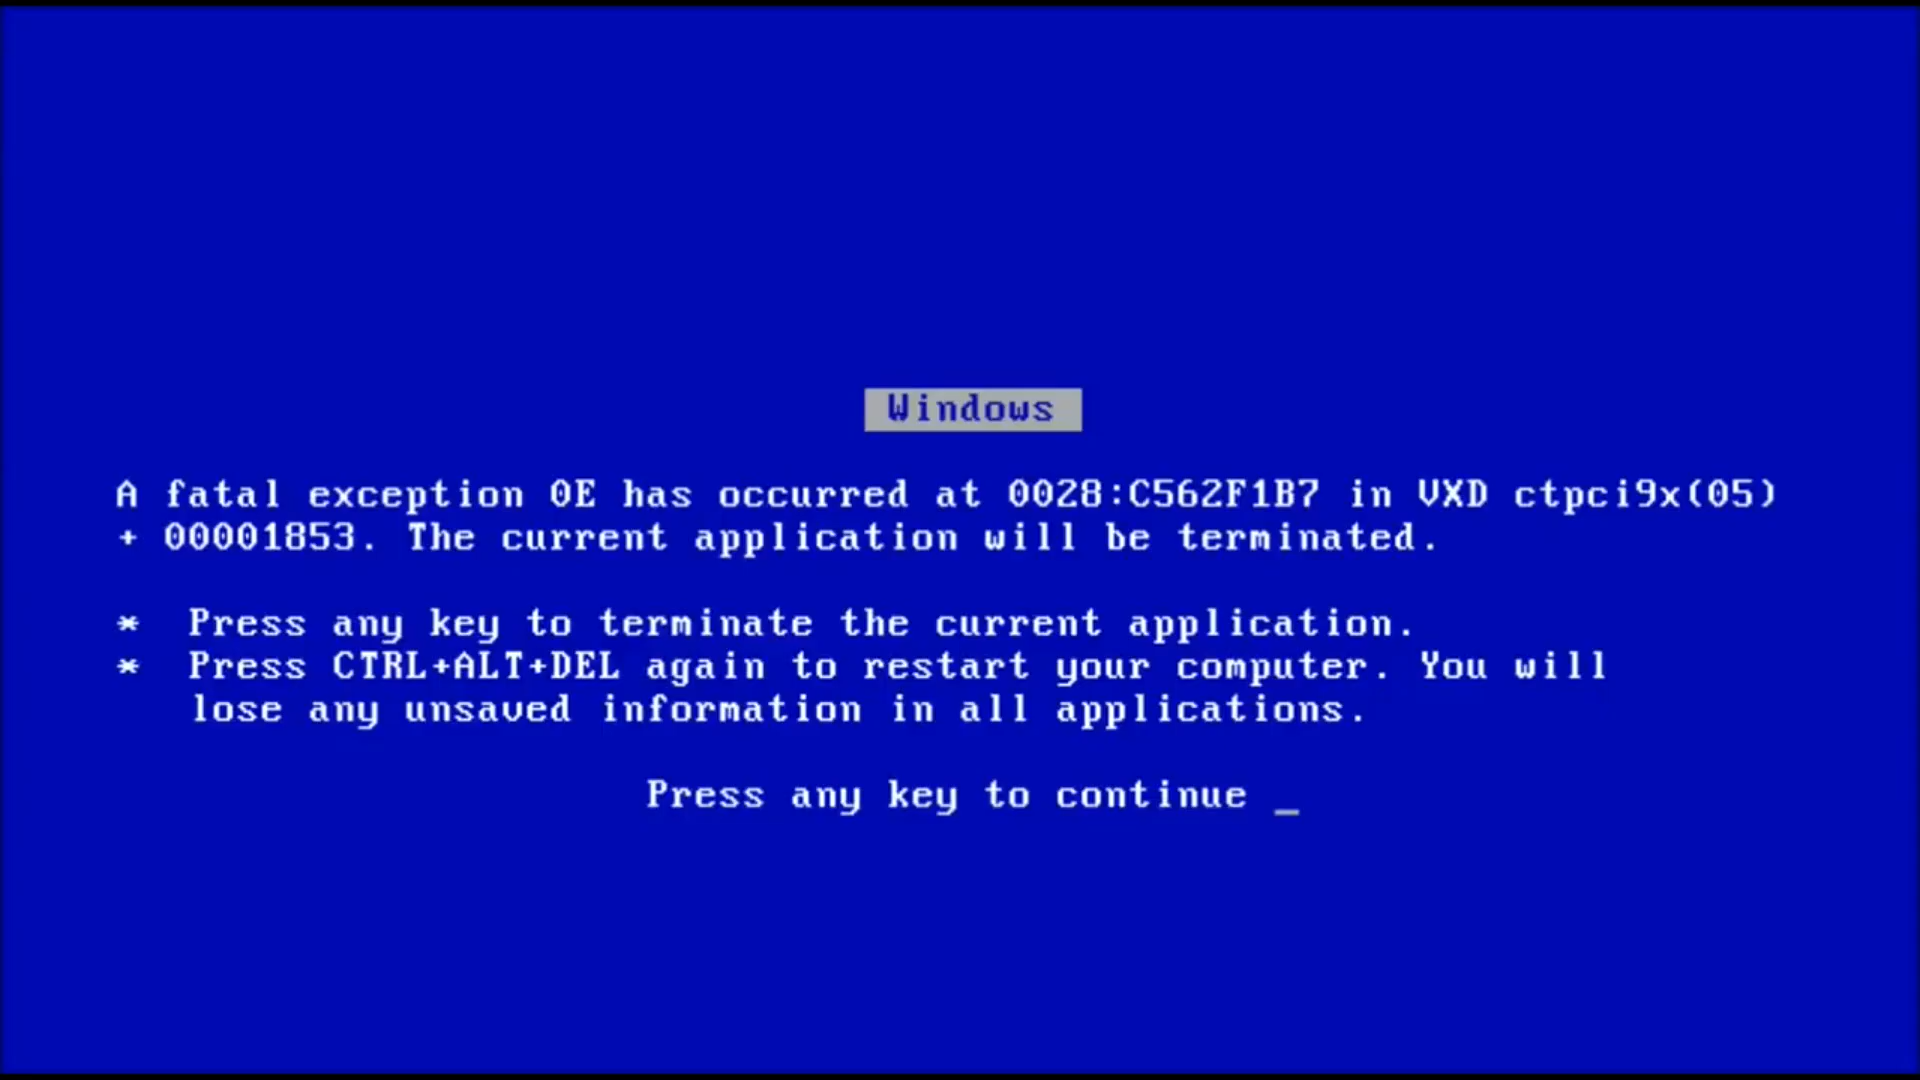 Windows
A fatal exception 0E has occurred at 0028:C562F1B7 in VXD ctpci9x(05)
+ 00001853. The current application will be terminated.
* Press any key to terminate the current application.
* Press CTRL+ALT+DEL again to restart your computer. You will
lose any unsaved information in all applications.
Press any key to continue _